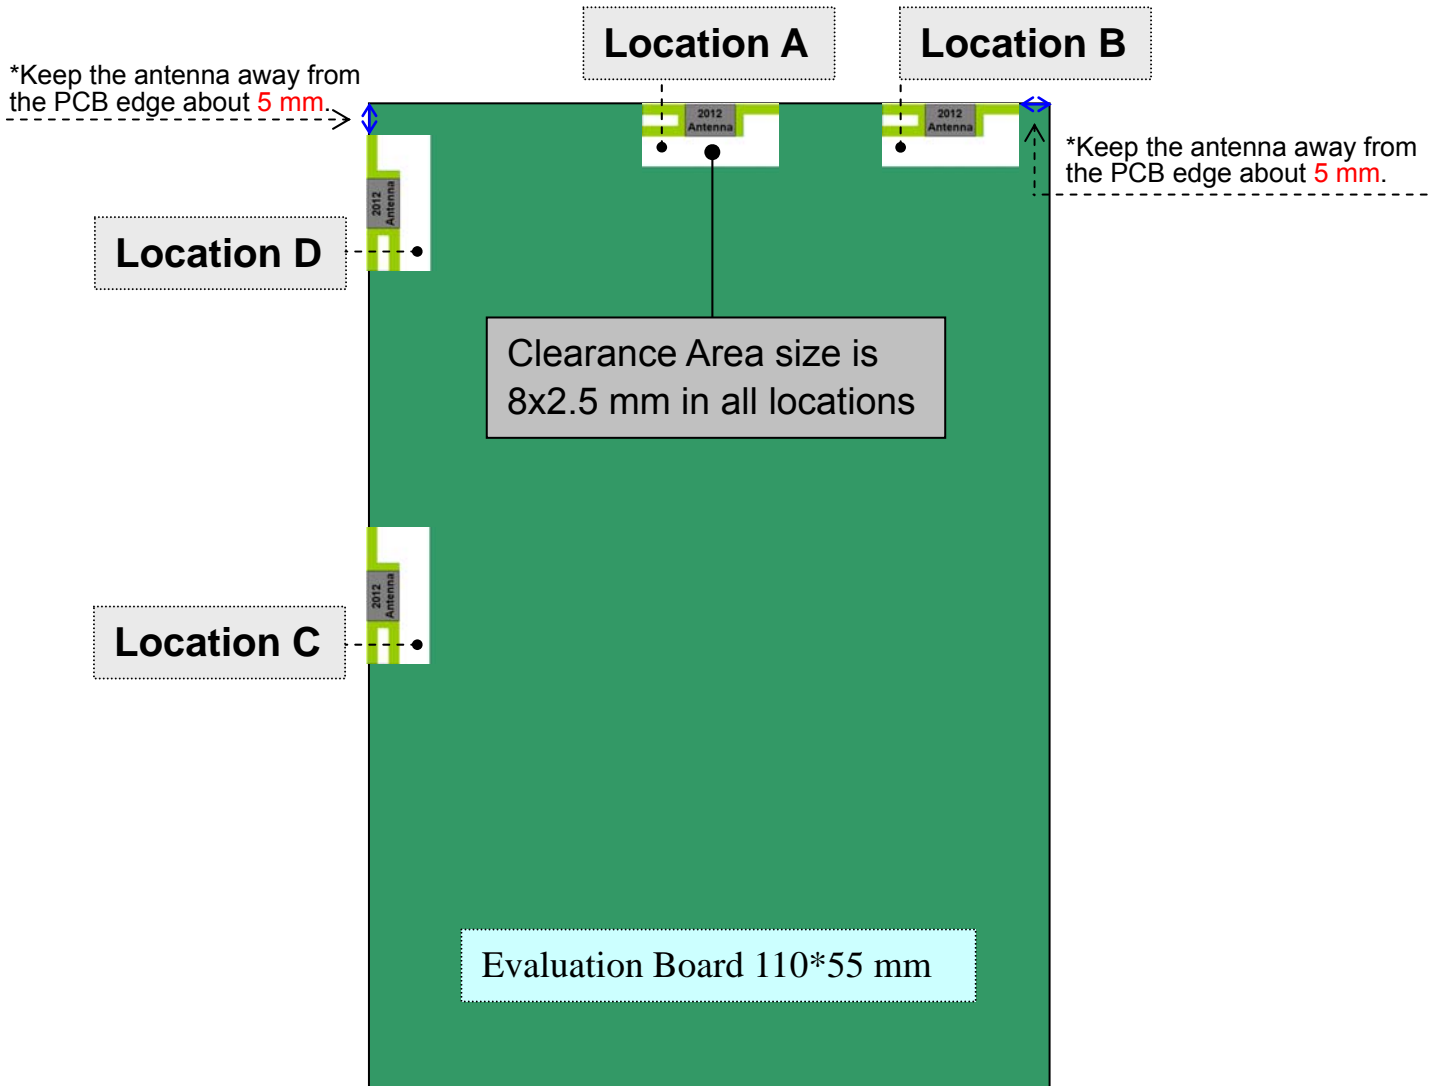 Location A
Location B
*Keep the antenna away from
the PCB edge about 5 mm.
2012
Antenna
2012
Antenna
*Keep the antenna away from
the PCB edge about 5 mm.
2012
Antenna
Location D
Clearance Area size is
8x2.5 mm in all locations
2012
Antenna
Location C
Evaluation Board 110*55 mm